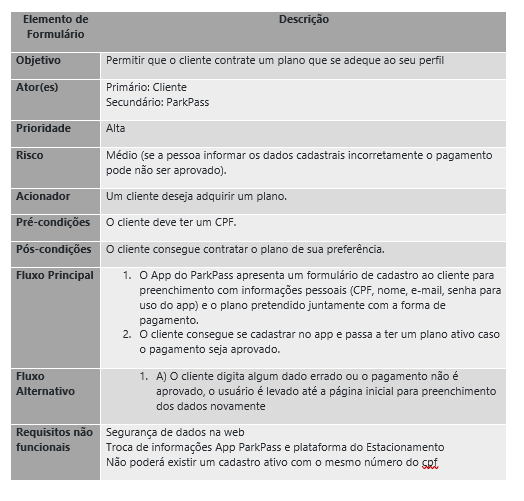 Elemento de Descrição
Formulário
Objetivo Permitir que o cliente contrate um plano que se adeque ao seu perfil
Ator(es) Primário: Cliente
Secundário: ParkPass
Prioridade Alta
Risco Médio (se a pessoa informar os dados cadastrais incorretamente o pagamento
pode não ser aprovado).
Acionador Um cliente deseja adquirir um plano.
Pré-condições O cliente deve ter um CPF.
Pós-condições O cliente consegue contratar o plano de sua preferência.
Fluxo Principal 1. O App do ParkPass apresenta um formulário de cadastro ao cliente para
preenchimento com informações pessoais (CPF, nome, e-mail, senha para
uso do app) e o plano pretendido juntamente com a forma de
pagamento.
2. O cliente consegue se cadastrar no app e passa a ter um plano ativo caso
o pagamento seja aprovado.
Fluxo 1. A) O cliente digita algum dado errado ou o pagamento não é
Alternativo aprovado, o usuário é levado até a página inicial para preenchimento
dos dados novamente
Requisitos não Segurança de dados na web
funcionais Troca de informações App ParkPass e plataforma do Estacionamento
Não poderá existir um cadastro ativo com o mesmo número do cpf